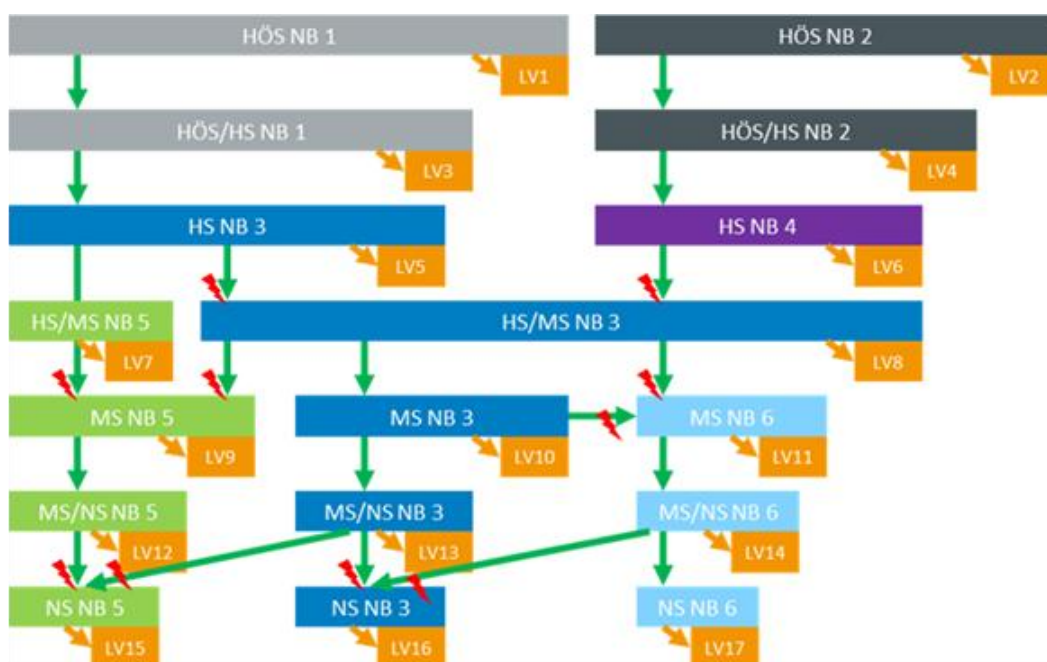 HÖS NB 1
HÖS NB 2
LV1
LV2
HÖS/HS NB 1
HÖS/HS NB 2
LV3
LV4
HS NB 3
HS NB 4
LV5
LV6
HS/MS NB 5
HS/MS NB 3
LV7
LV8
MS NB 5
MS NB 3
MS NB 6
LV9
LV10
LV11
MS/NS NB 5
MS/NS NB 3
MS/NS NB 6
LV12
LV13
LV14
NS NB 5
NS NB 3
NS NB 6
LV15
LV16
LV17